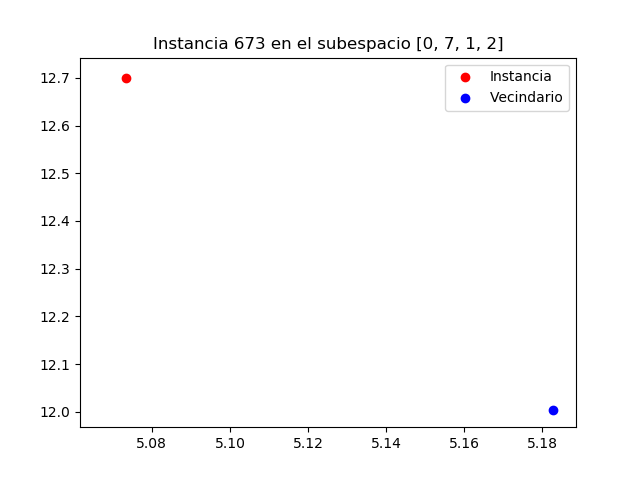 Instancia 673 en el subespacio [0, 7, 1, 2]
Instancia
Vecindario
12.7
12.6
12.5
12.4
12.3
12.2
12.1
12.0
5.08 5.10 5.12 5.14 5.16 5.18